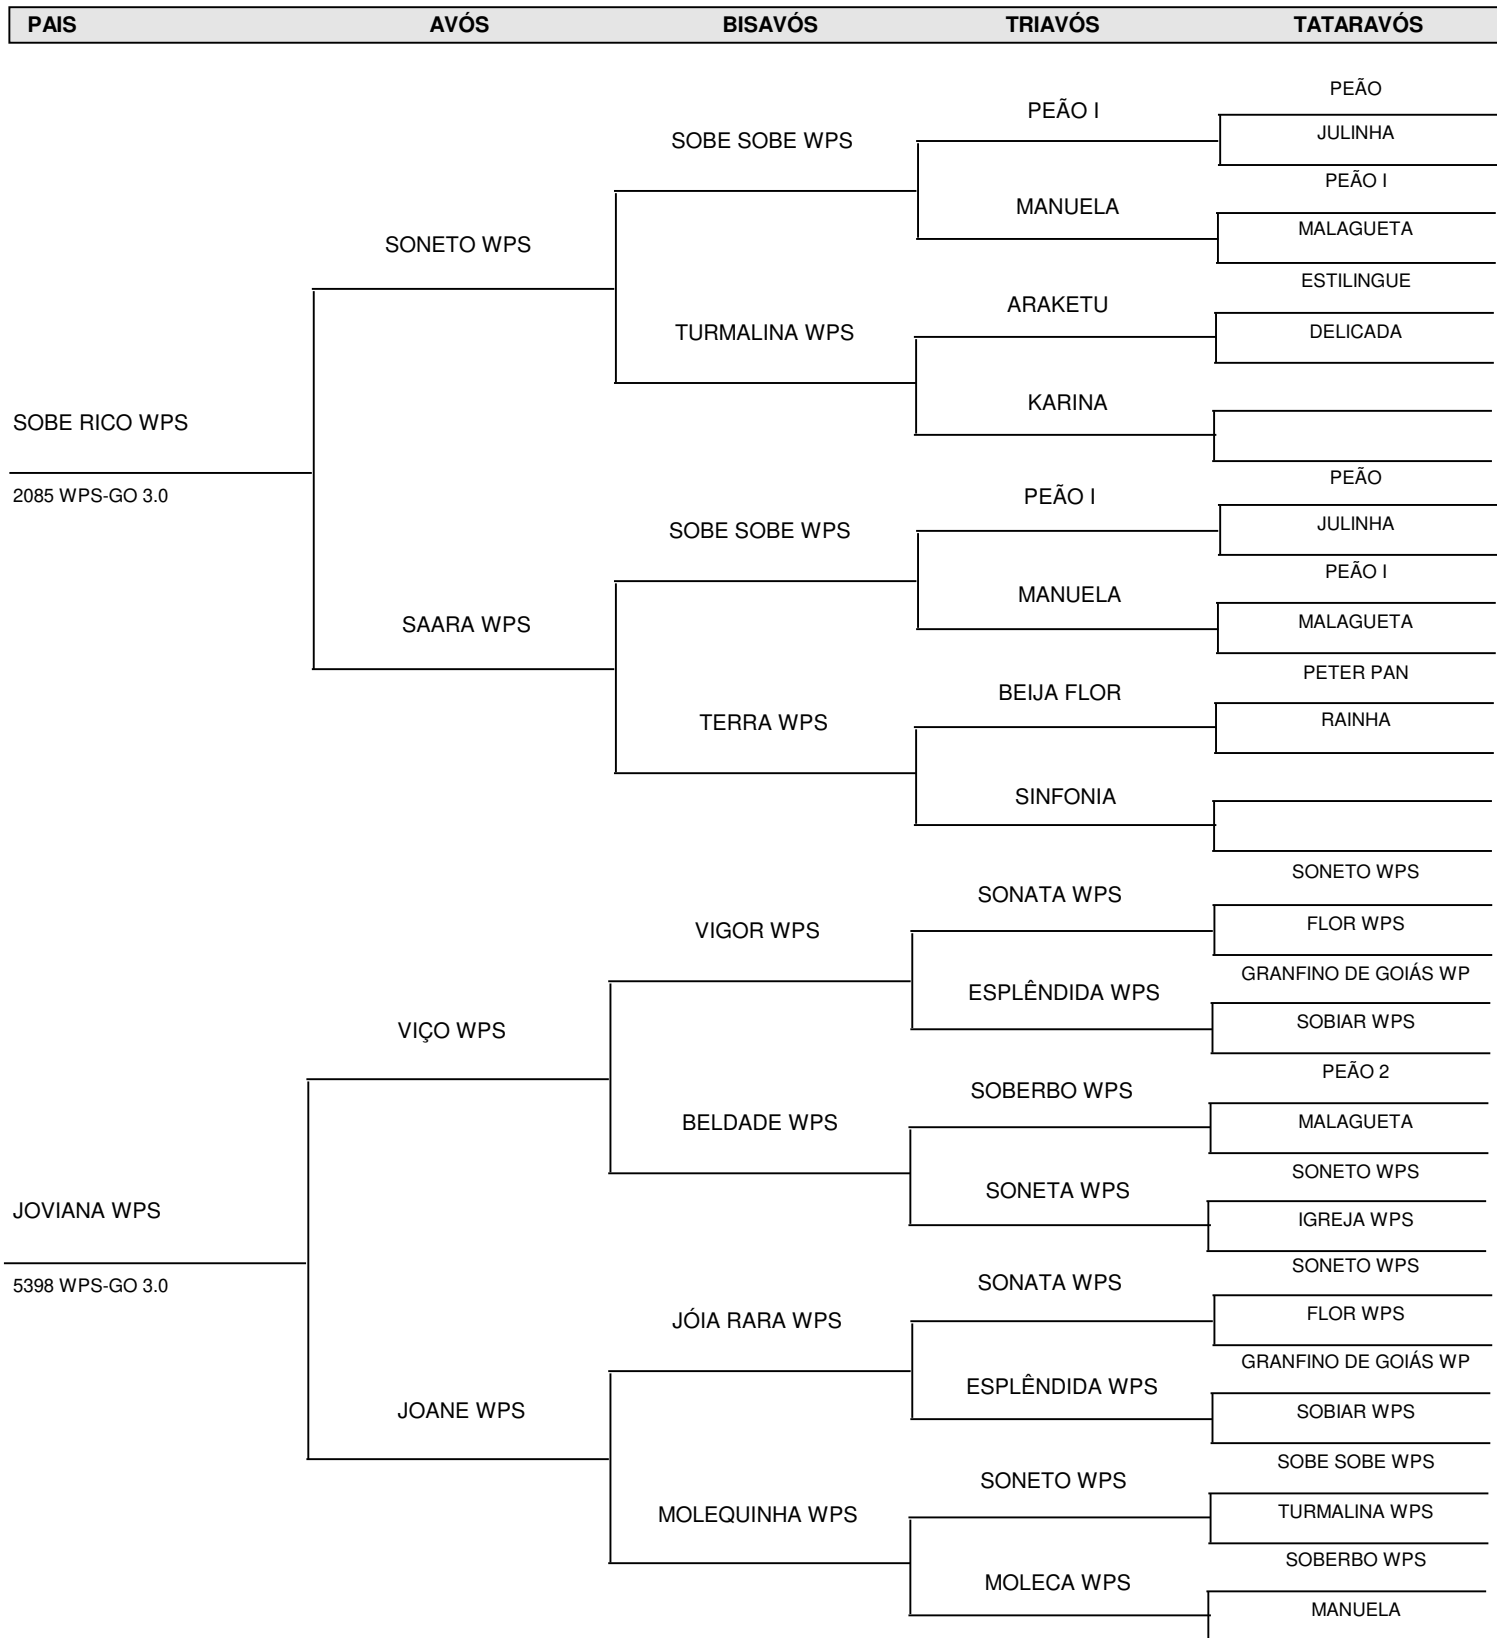 PAIS AVÓS BISAVÓS TRIAVÓS TATARAVÓS
PEÃO
PEÃO I
JULINHA
SOBE SOBE WPS
PEÃO I
MANUELA
MALAGUETA
SONETO WPS
ESTILINGUE
ARAKETU
TURMALINA WPS
DELICADA
KARINA
SOBE RICO WPS
PEÃO
2085 WPS-GO 3.0
PEÃO I
JULINHA
SOBE SOBE WPS
PEÃO I
MANUELA
MALAGUETA
SAARA WPS
PETER PAN
BEIJA FLOR
RAINHA
TERRA WPS
SINFONIA
SONETO WPS
SONATA WPS
FLOR WPS
VIGOR WPS
GRANFINO DE GOIÁS WP
ESPLÊNDIDA WPS
SOBIAR WPS
VIÇO WPS
PEÃO 2
SOBERBO WPS
MALAGUETA
BELDADE WPS
SONETO WPS
SONETA WPS
JOVIANA WPS
IGREJA WPS
SONETO WPS
5398 WPS-GO 3.0
SONATA WPS
FLOR WPS
JÓIA RARA WPS
GRANFINO DE GOIÁS WP
ESPLÊNDIDA WPS
JOANE WPS
SOBIAR WPS
SOBE SOBE WPS
SONETO WPS
TURMALINA WPS
MOLEQUINHA WPS
SOBERBO WPS
MOLECA WPS
MANUELA